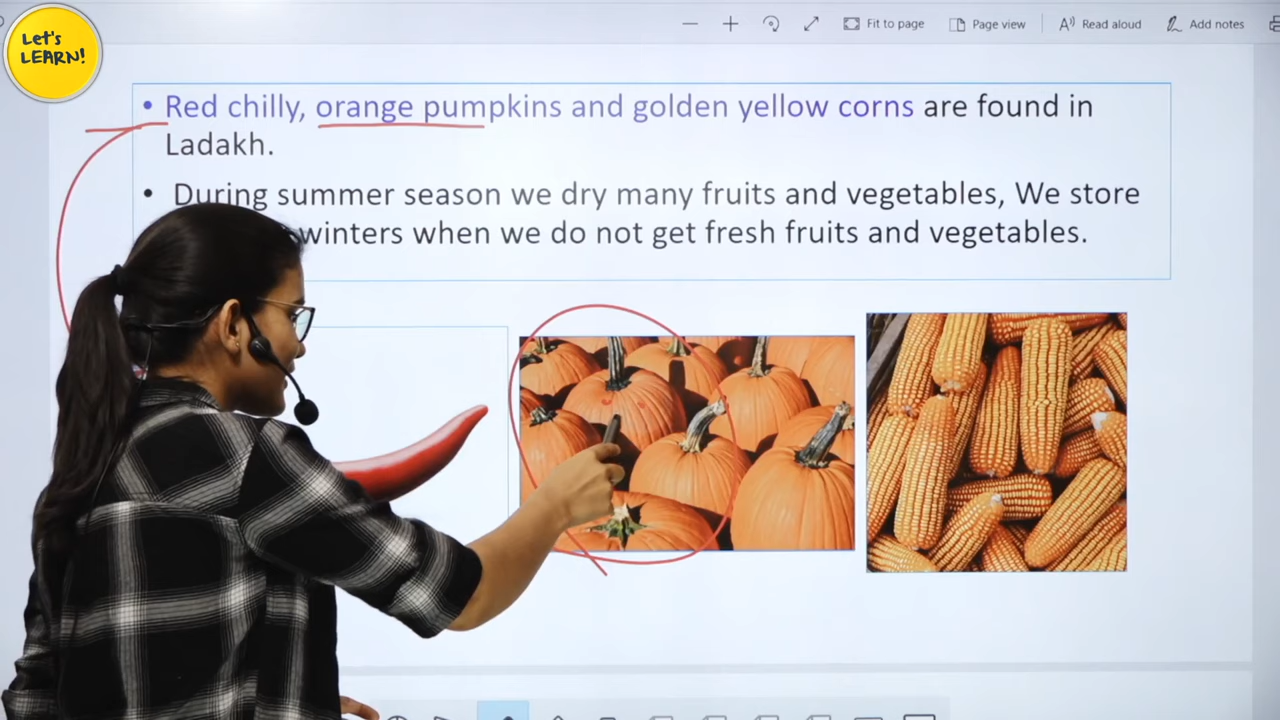 Let's
LEARN!
Fit to page
Page view
Read aloud
Add notes
• Red chilly, orange pumpkins and golden yellow corns are found in
Ladakh.
• During summer season we dry many fruits and vegetables, We store
winters when we do not get fresh fruits and vegetables.